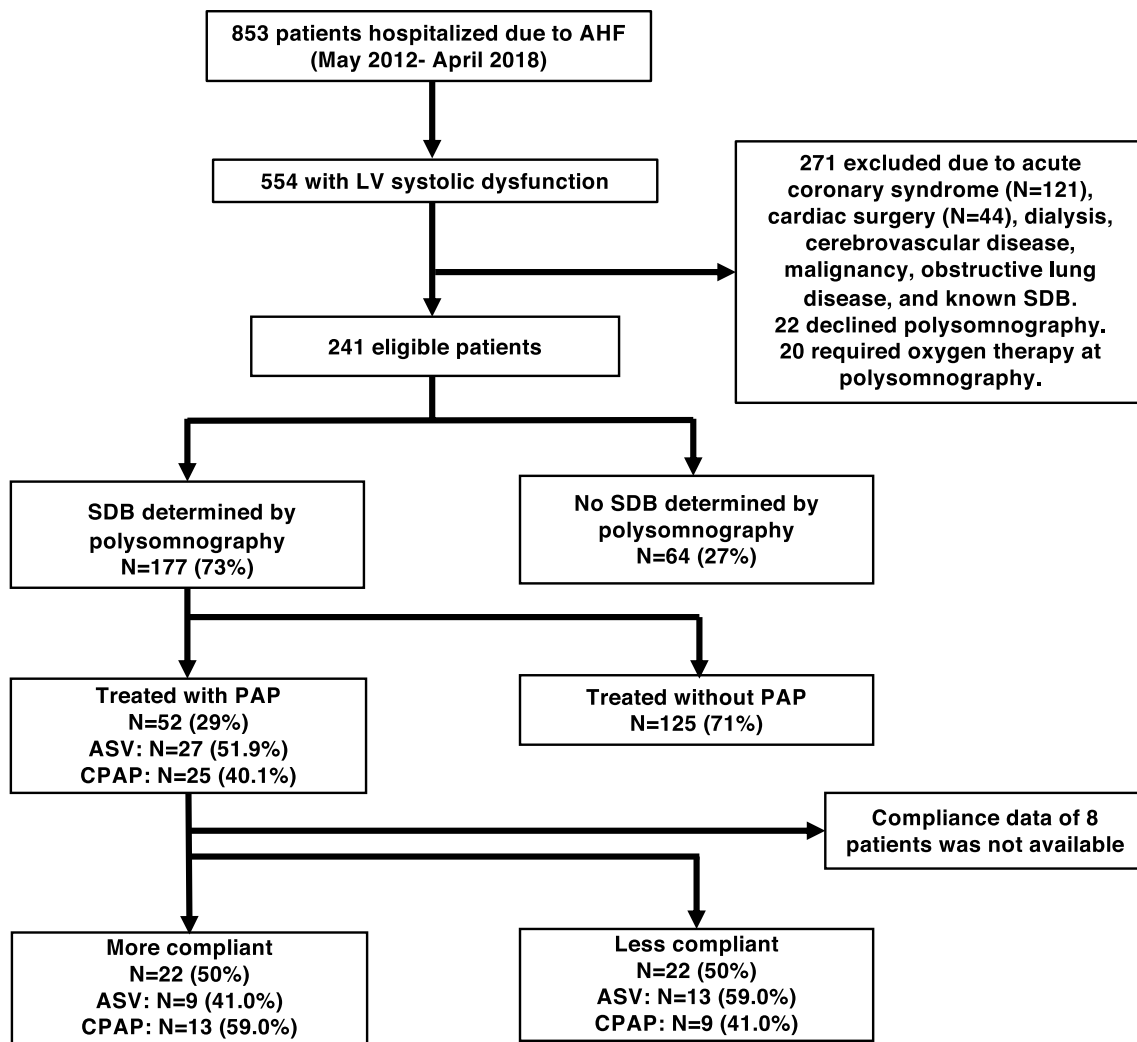 853 patients hospitalized due to AHF
(May 2012- April 2018)
554 with LV systolic dysfunction
271 excluded due to acute
coronary syndrome (N=121),
cardiac surgery (N=44), dialysis,
cerebrovascular disease,
malignancy, obstructive lung
disease, and known SDB.
22 declined polysomnography.
20 required oxygen therapy at
polysomnography.
241 eligible patients
SDB determined by
polysomnography
N=177 (73%)
No SDB determined by
polysomnography
N=64 (27%)
Treated with PAP
N=52 (29%)
ASV: N=27 (51.9%)
CPAP: N=25 (40.1%)
Treated without PAP
N=125 (71%)
Compliance data of 8
patients was not available
More compliant
N=22 (50%)
ASV: N=9 (41.0%)
CPAP: N=13 (59.0%)
Less compliant
N=22 (50%)
ASV: N=13 (59.0%)
CPAP: N=9 (41.0%)